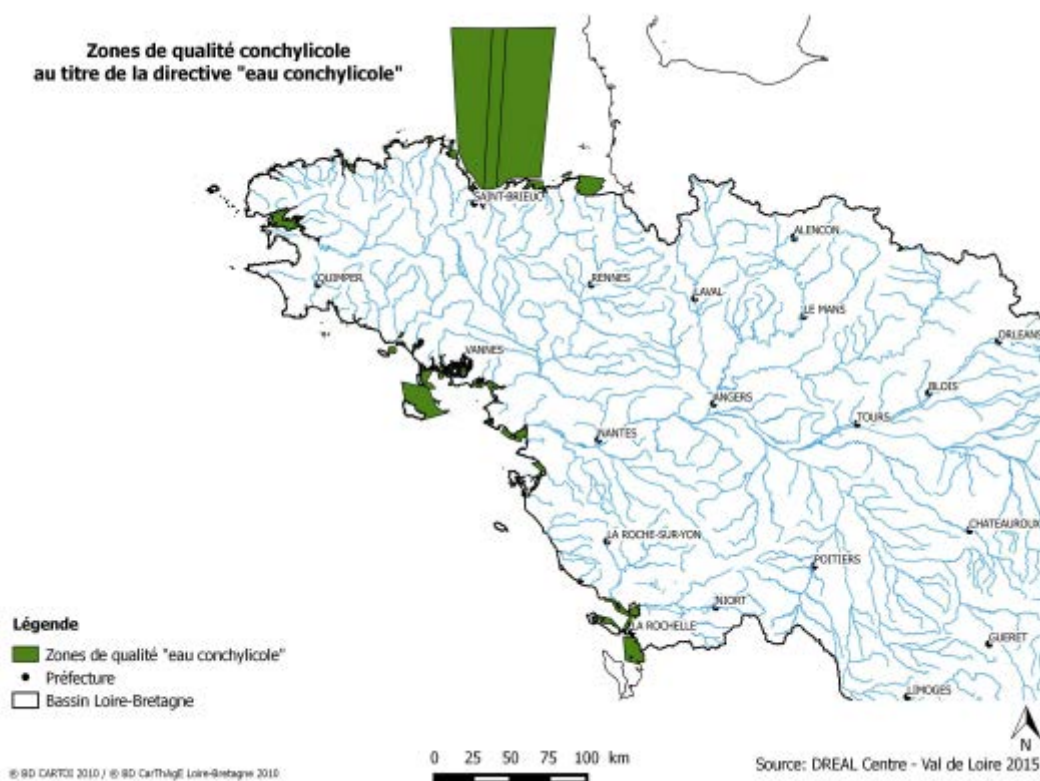 Zones de qualité conchylicole
au titre de la directive "eau conchylicole"
SAINT-BRIEUC
ALENCON
QUIMPER
RENNES
LAVAL
LE MANS
ORLEANS
VANNES
BLOIS
ANGERS
TOURS
NANTES
CHATEAUROUX
LA ROCHE-SUR-YON
POITIERS
NIORT
LA ROCHELLE
GUERET
LIMOGES
Légende
Zones de qualité "eau conchylicole"
Préfecture
Bassin Loire-Bretagne
N
0 25 50 75 100 km
Source: DREAL Centre - Val de Loire 2015
© BD CARTO 2010 / © BD CarThAgE Loire-Bretagne 2010